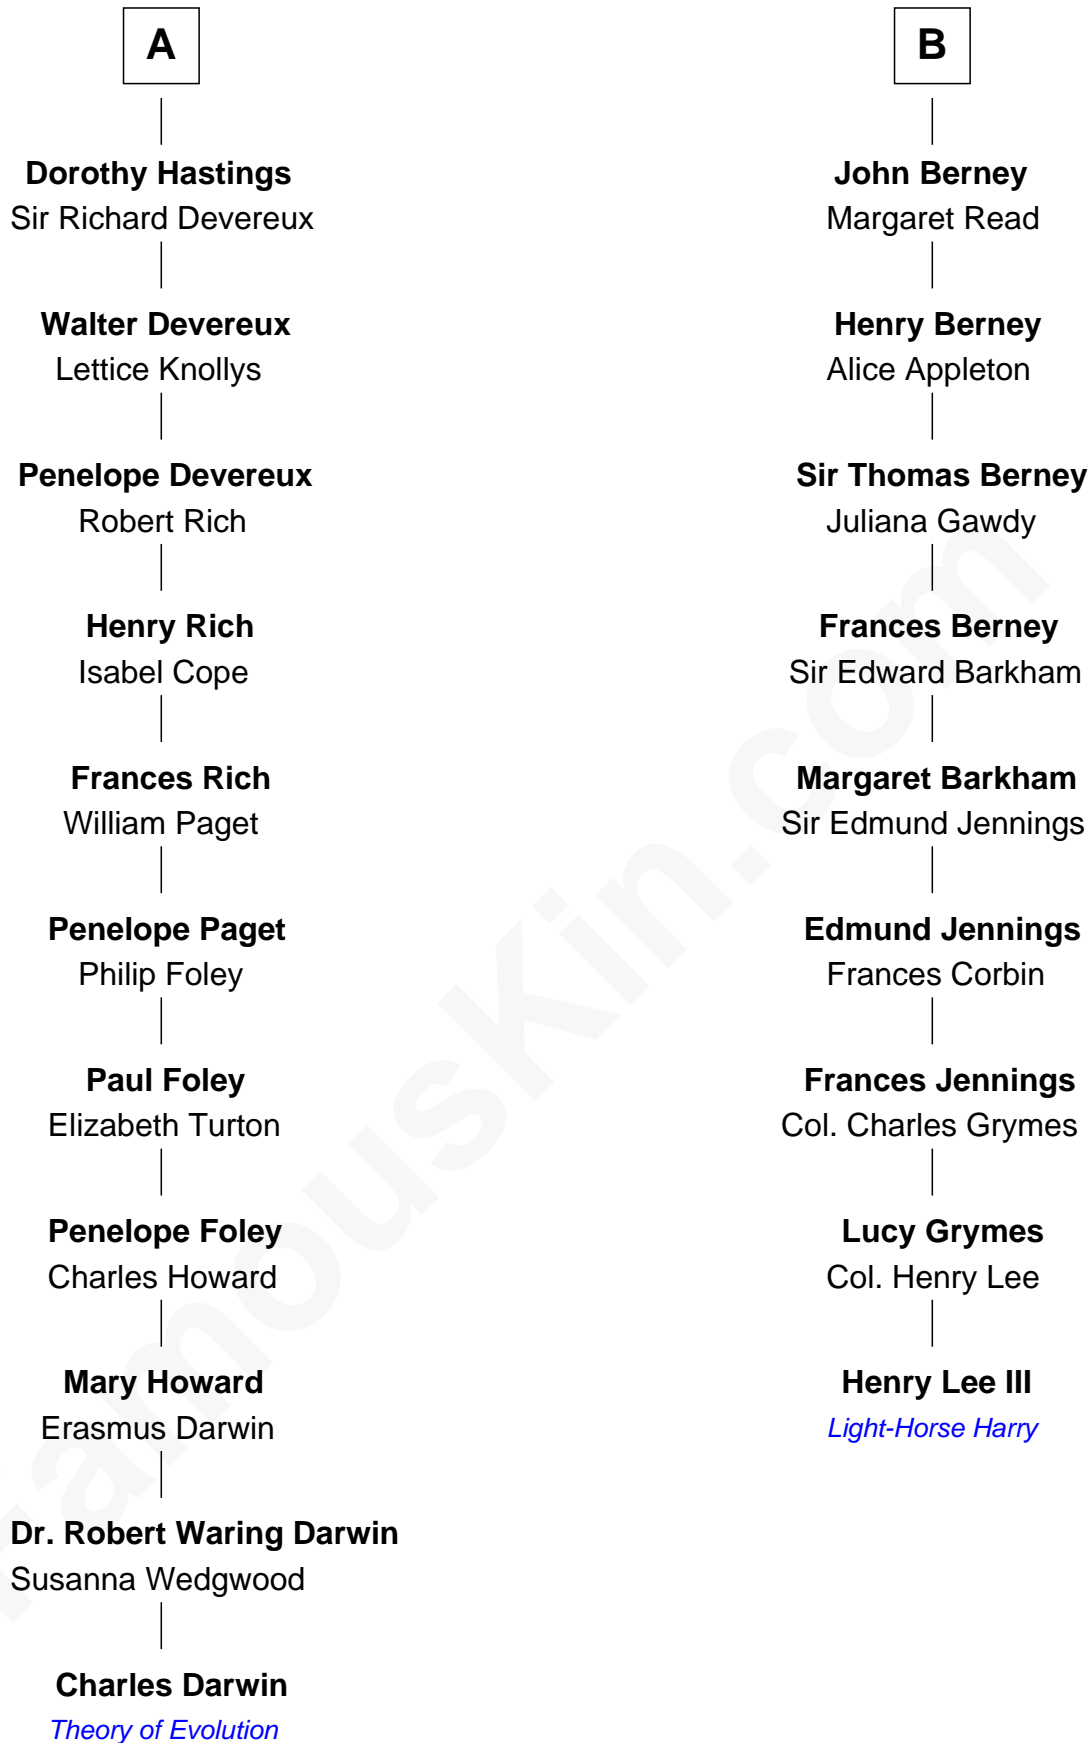 A
Dorothy Hastings
Sir Richard Devereux
Walter Devereux
Lettice Knollys
Penelope Devereux
Robert Rich
Henry Rich
Isabel Cope
Frances Rich
William Paget
Penelope Paget
Philip Foley
Paul Foley
Elizabeth Turton
Penelope Foley
Charles Howard
Mary Howard
Erasmus Darwin
Dr. Robert Waring Darwin
Susanna Wedgwood
Charles Darwin
Theory of Evolution
B
John Berney
Margaret Read
Henry Berney
Alice Appleton
Sir Thomas Berney
Juliana Gawdy
Frances Berney
Sir Edward Barkham
Margaret Barkham
Sir Edmund Jennings
Edmund Jennings
Frances Corbin
Frances Jennings
Col. Charles Grymes
Lucy Grymes
Col. Henry Lee
Henry Lee III
Light-Horse Harry
FamousKin.com